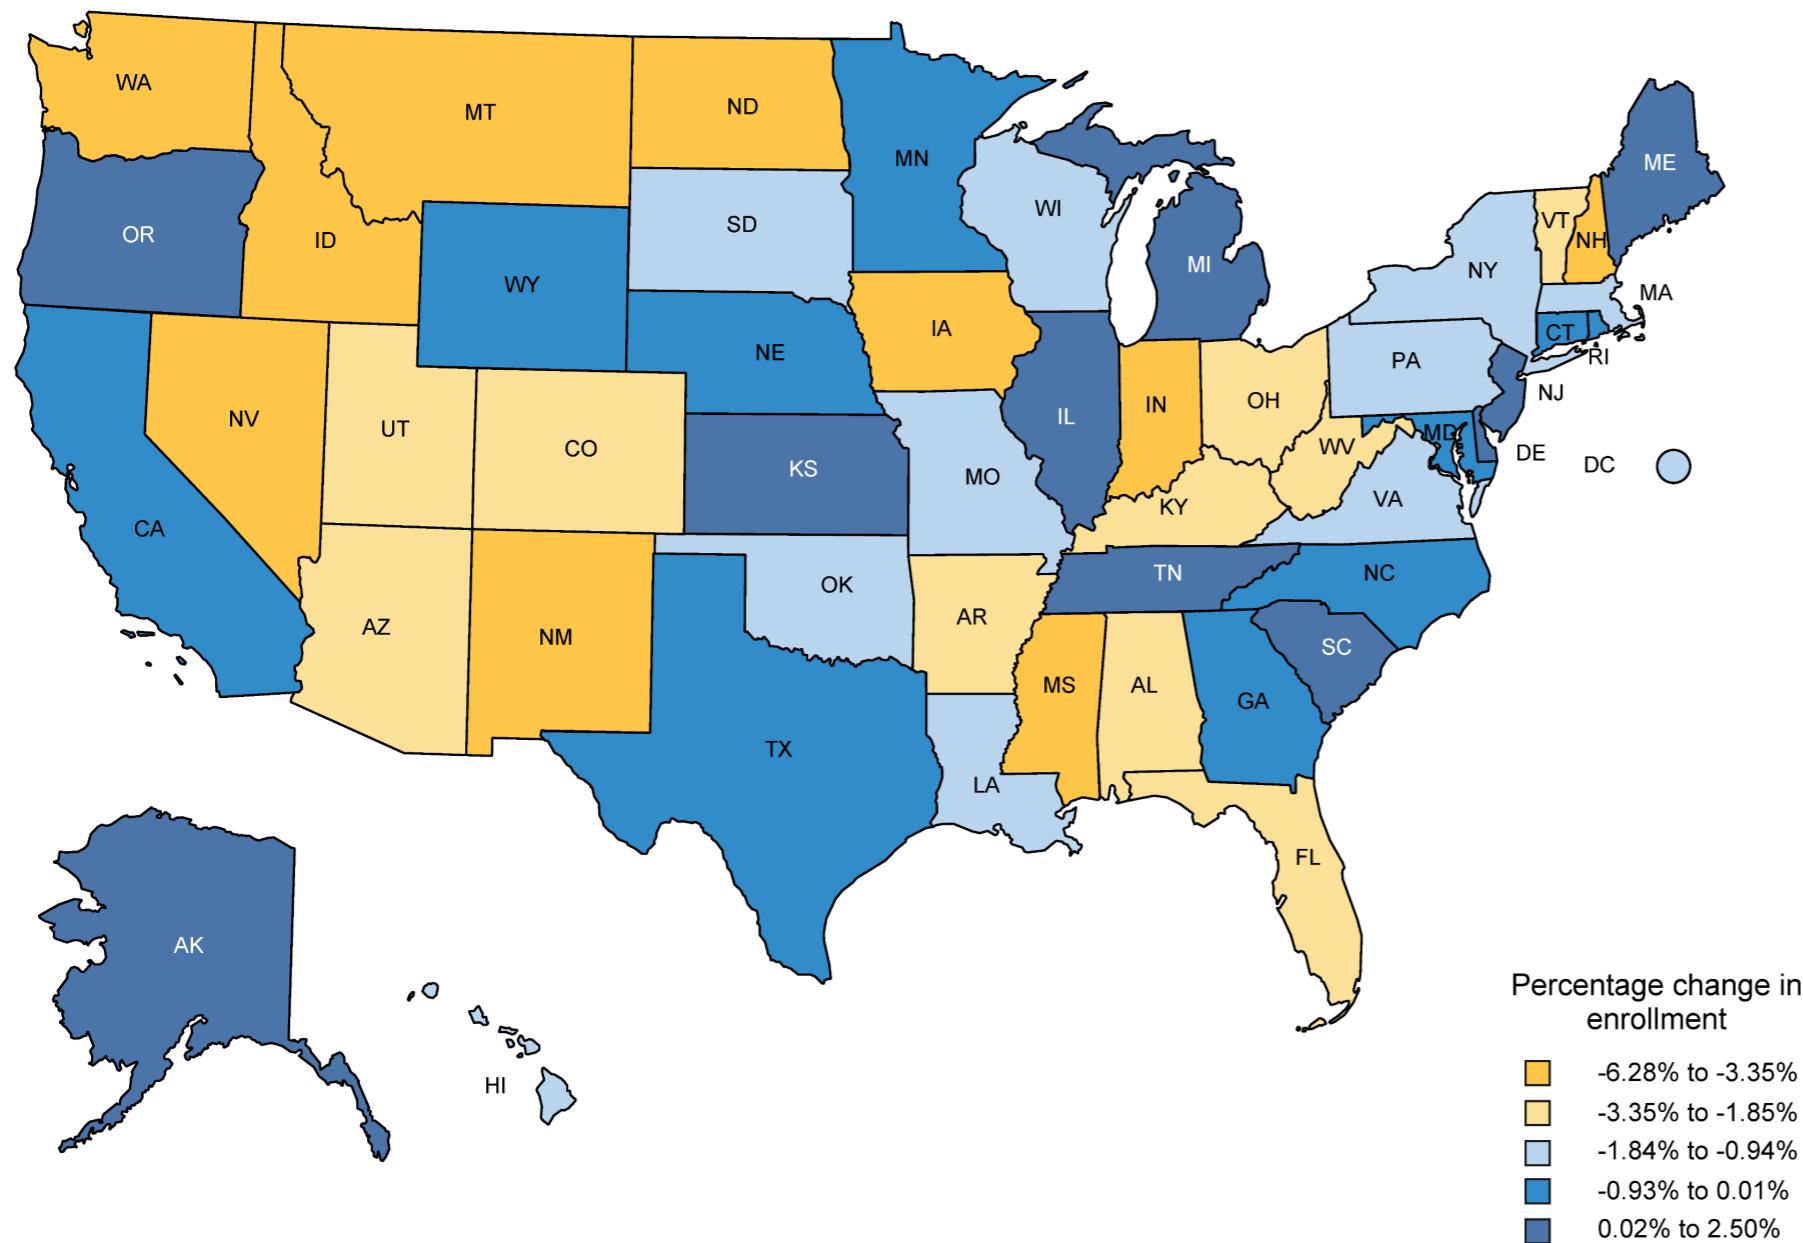 WA
MT
ND
MN
ME
OR
ID
SD
WI
VT
NH
NY
MI
WY
MA
IA
CT
NE
RI
PA
NJ
NV
UT
CO
KS
MO
IL
IN
OH
WV
MD
DE
DC
KY
VA
CA
AZ
NM
OK
AR
TN
NC
SC
MS
AL
GA
TX
LA
FL
AK
HI
Percentage change in
enrollment
-6.28% to -3.35%
-3.35% to -1.85%
-1.84% to -0.94%
-0.93% to 0.01%
0.02% to 2.50%